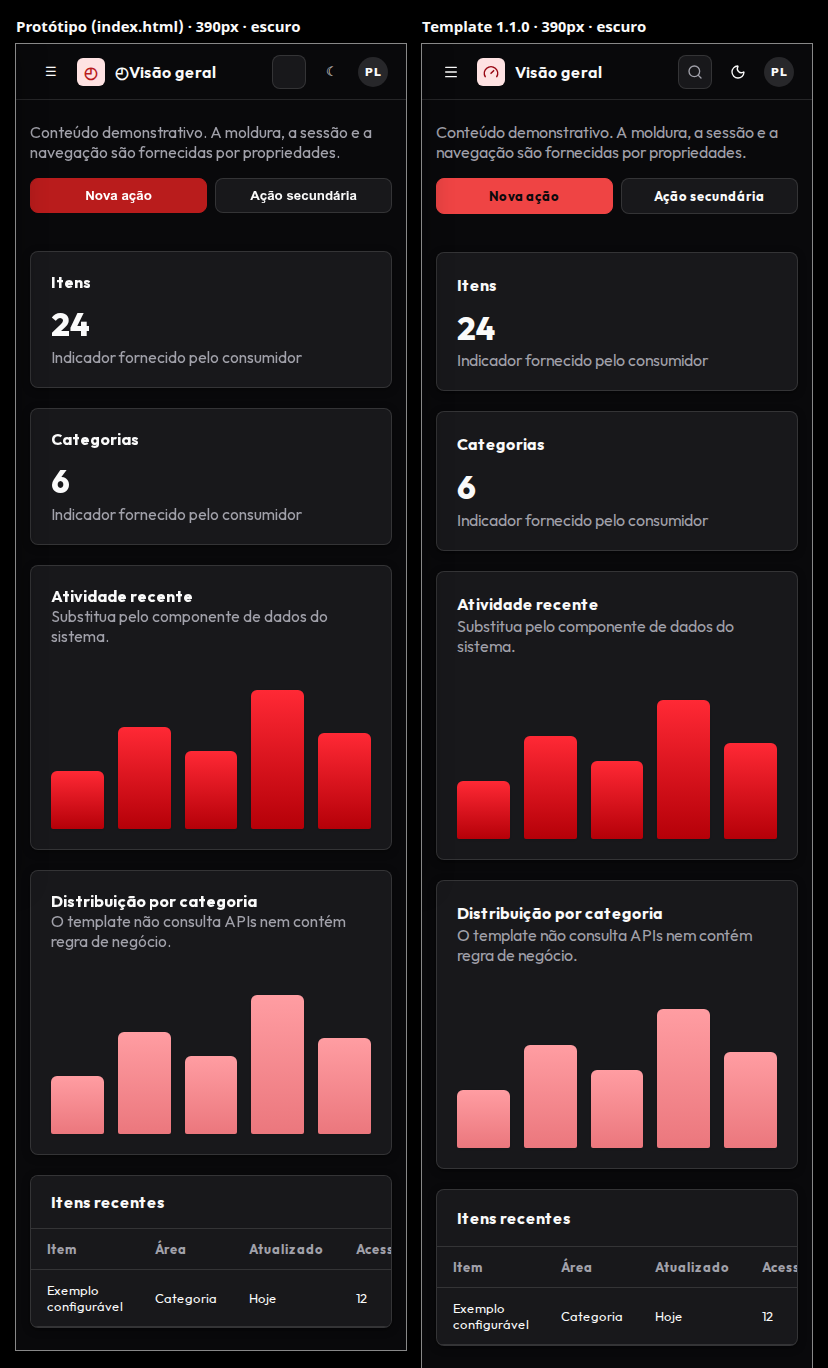 Protótipo (index.html) · 390px · escuro
Visão geral
PL
Conteúdo demonstrativo. A moldura, a sessão e a
navegação são fornecidas por propriedades.
Nova ação
Ação secundária
Itens
24
Indicador fornecido pelo consumidor
Categorias
6
Indicador fornecido pelo consumidor
Atividade recente
Substitua pelo componente de dados do
sistema.
Distribuição por categoria
O template não consulta APIs nem contém
regra de negócio.
Itens recentes
Item Área Atualizado Acess
Exemplo
configurável
Categoria Hoje 12
Template 1.1.0 · 390px · escuro
Visão geral
PL
Conteúdo demonstrativo. A moldura, a sessão e a
navegação são fornecidas por propriedades.
Nova ação
Ação secundária
Itens
24
Indicador fornecido pelo consumidor
Categorias
6
Indicador fornecido pelo consumidor
Atividade recente
Substitua pelo componente de dados do
sistema.
Distribuição por categoria
O template não consulta APIs nem contém
regra de negócio.
Itens recentes
Item Área Atualizado Acess
Exemplo
configurável
Categoria Hoje 12